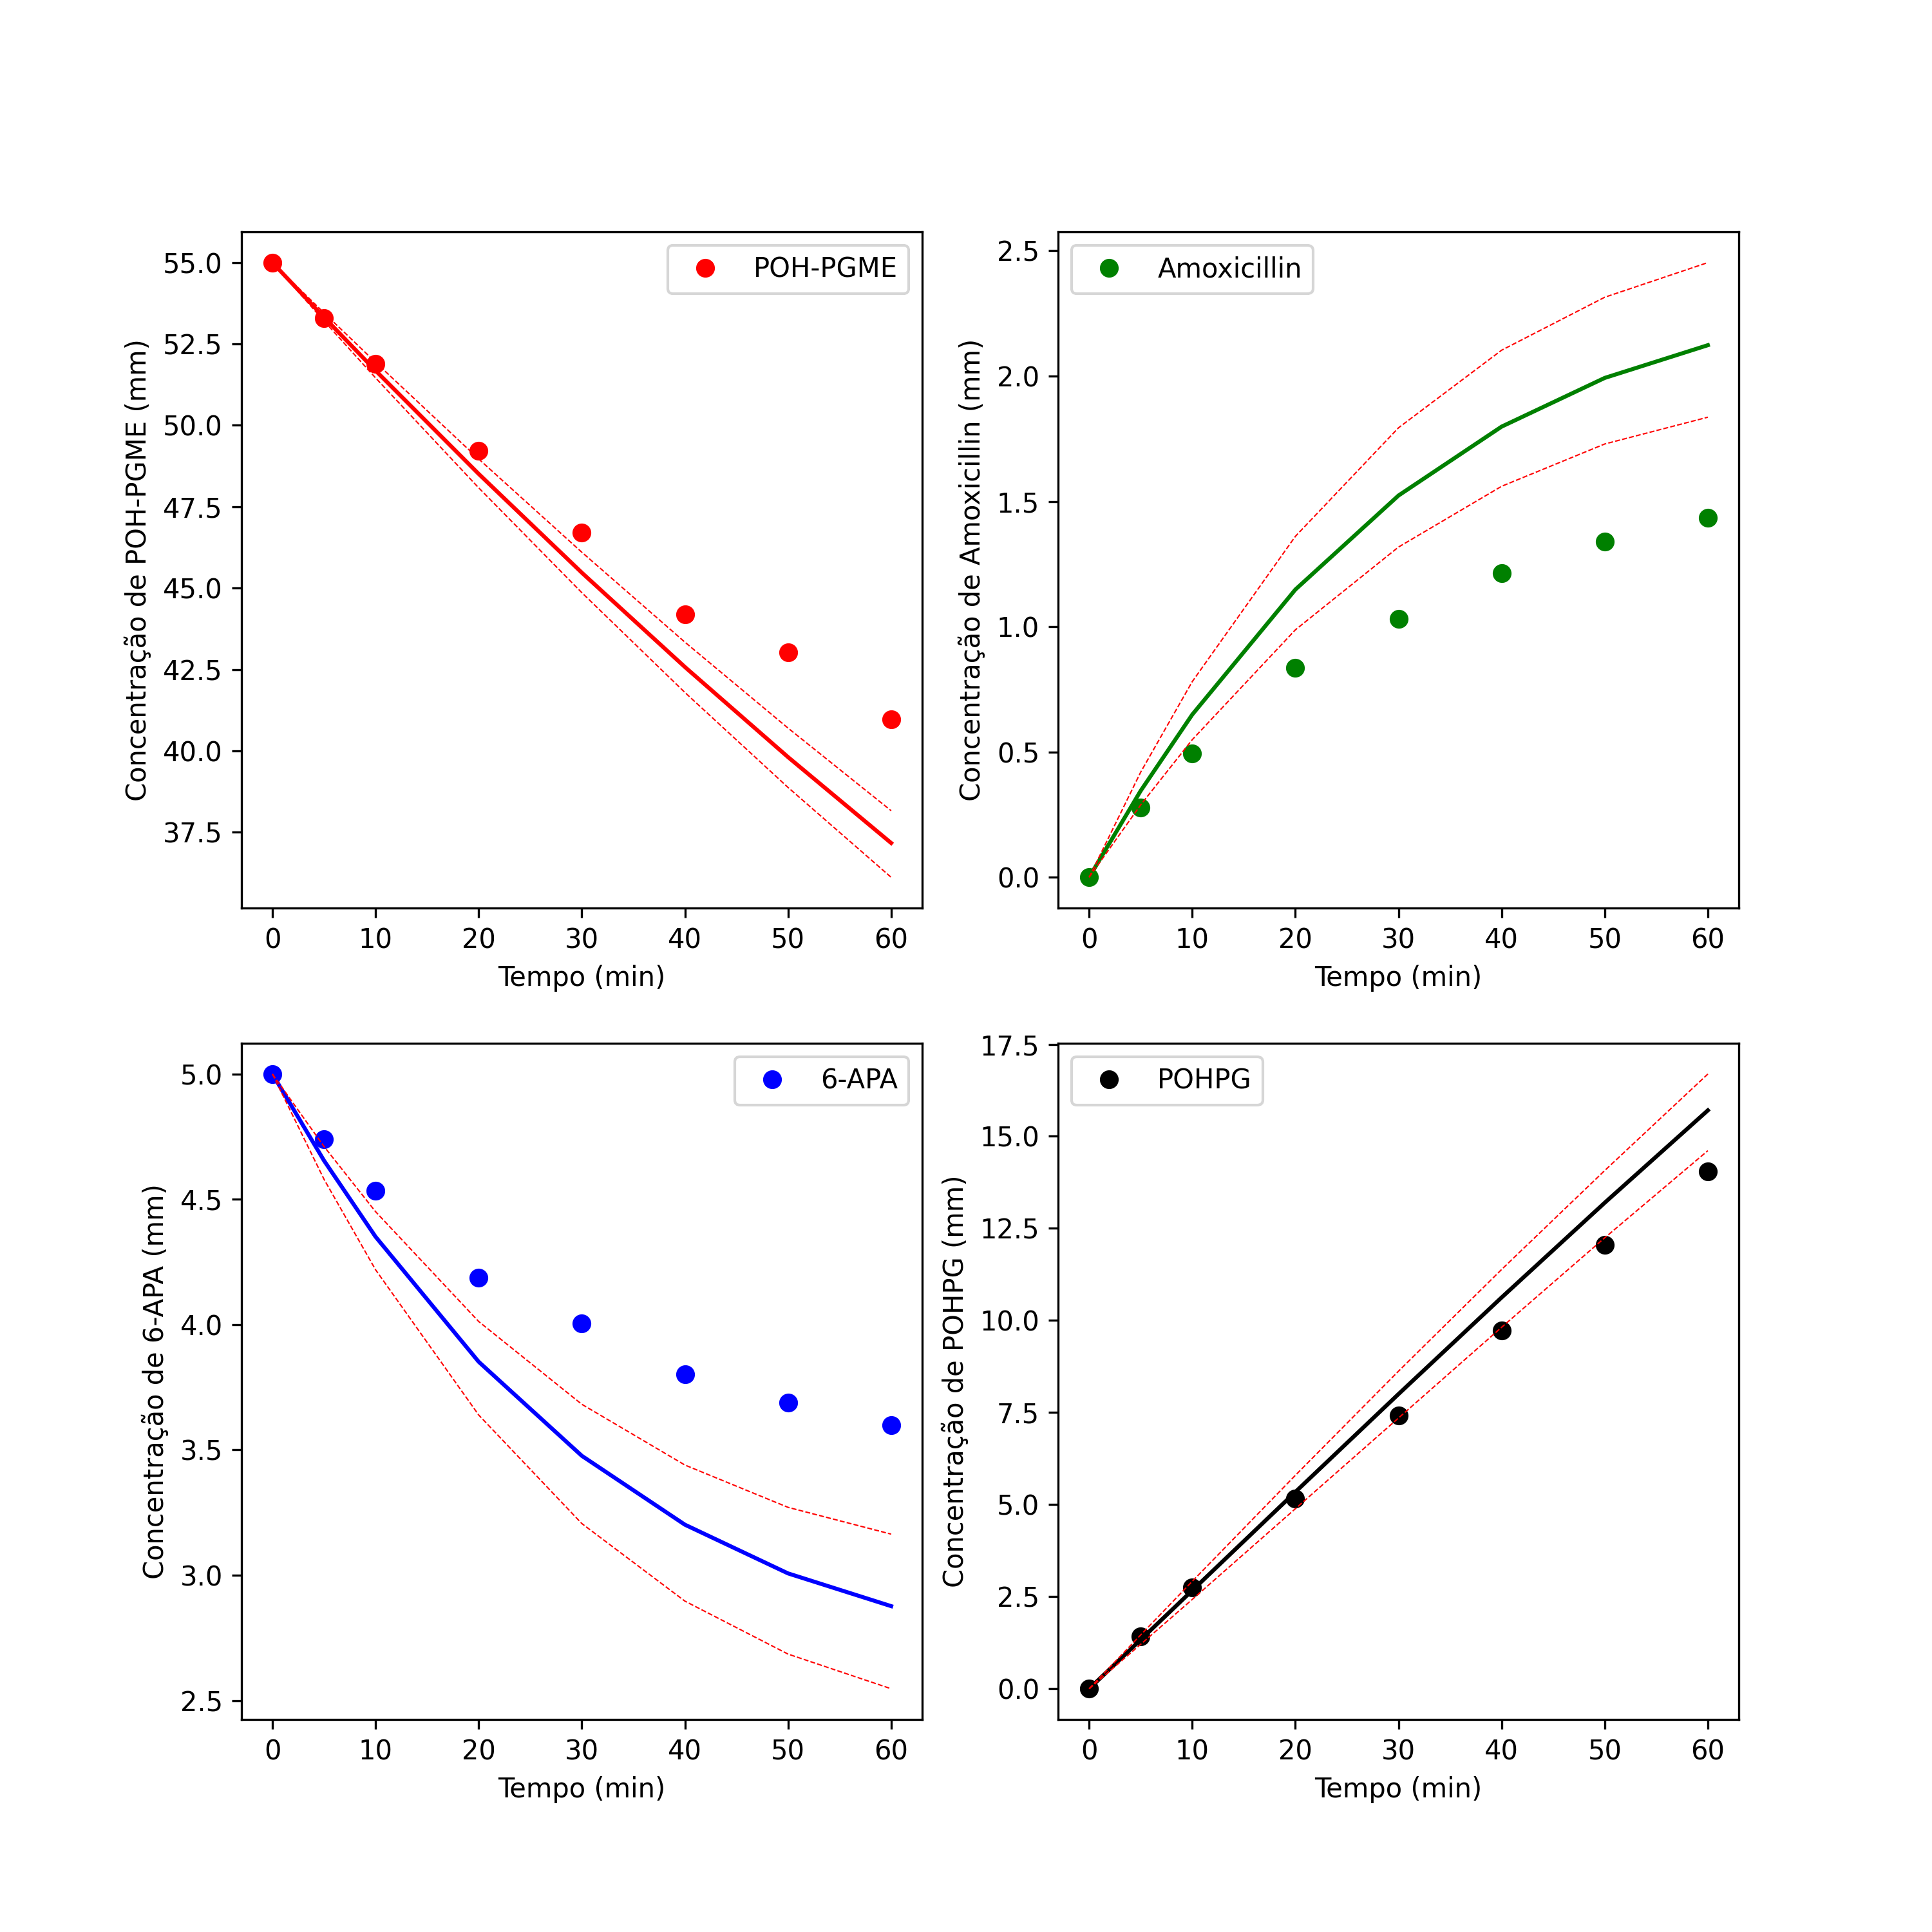 POH-PGME
55.0
52.5
50.0
47.5
45.0
42.5
40.0
37.5
Concentração de POH-PGME (mm)
0 10 20 30 40 50 60
Tempo (min)
Amoxicillin
2.5
2.0
1.5
1.0
0.5
0.0
Concentração de Amoxicillin (mm)
0 10 20 30 40 50 60
Tempo (min)
6-APA
5.0
4.5
4.0
3.5
3.0
2.5
Concentração de 6-APA (mm)
0 10 20 30 40 50 60
Tempo (min)
POHPG
17.5
15.0
12.5
10.0
7.5
5.0
2.5
0.0
Concentração de POHPG (mm)
0 10 20 30 40 50 60
Tempo (min)